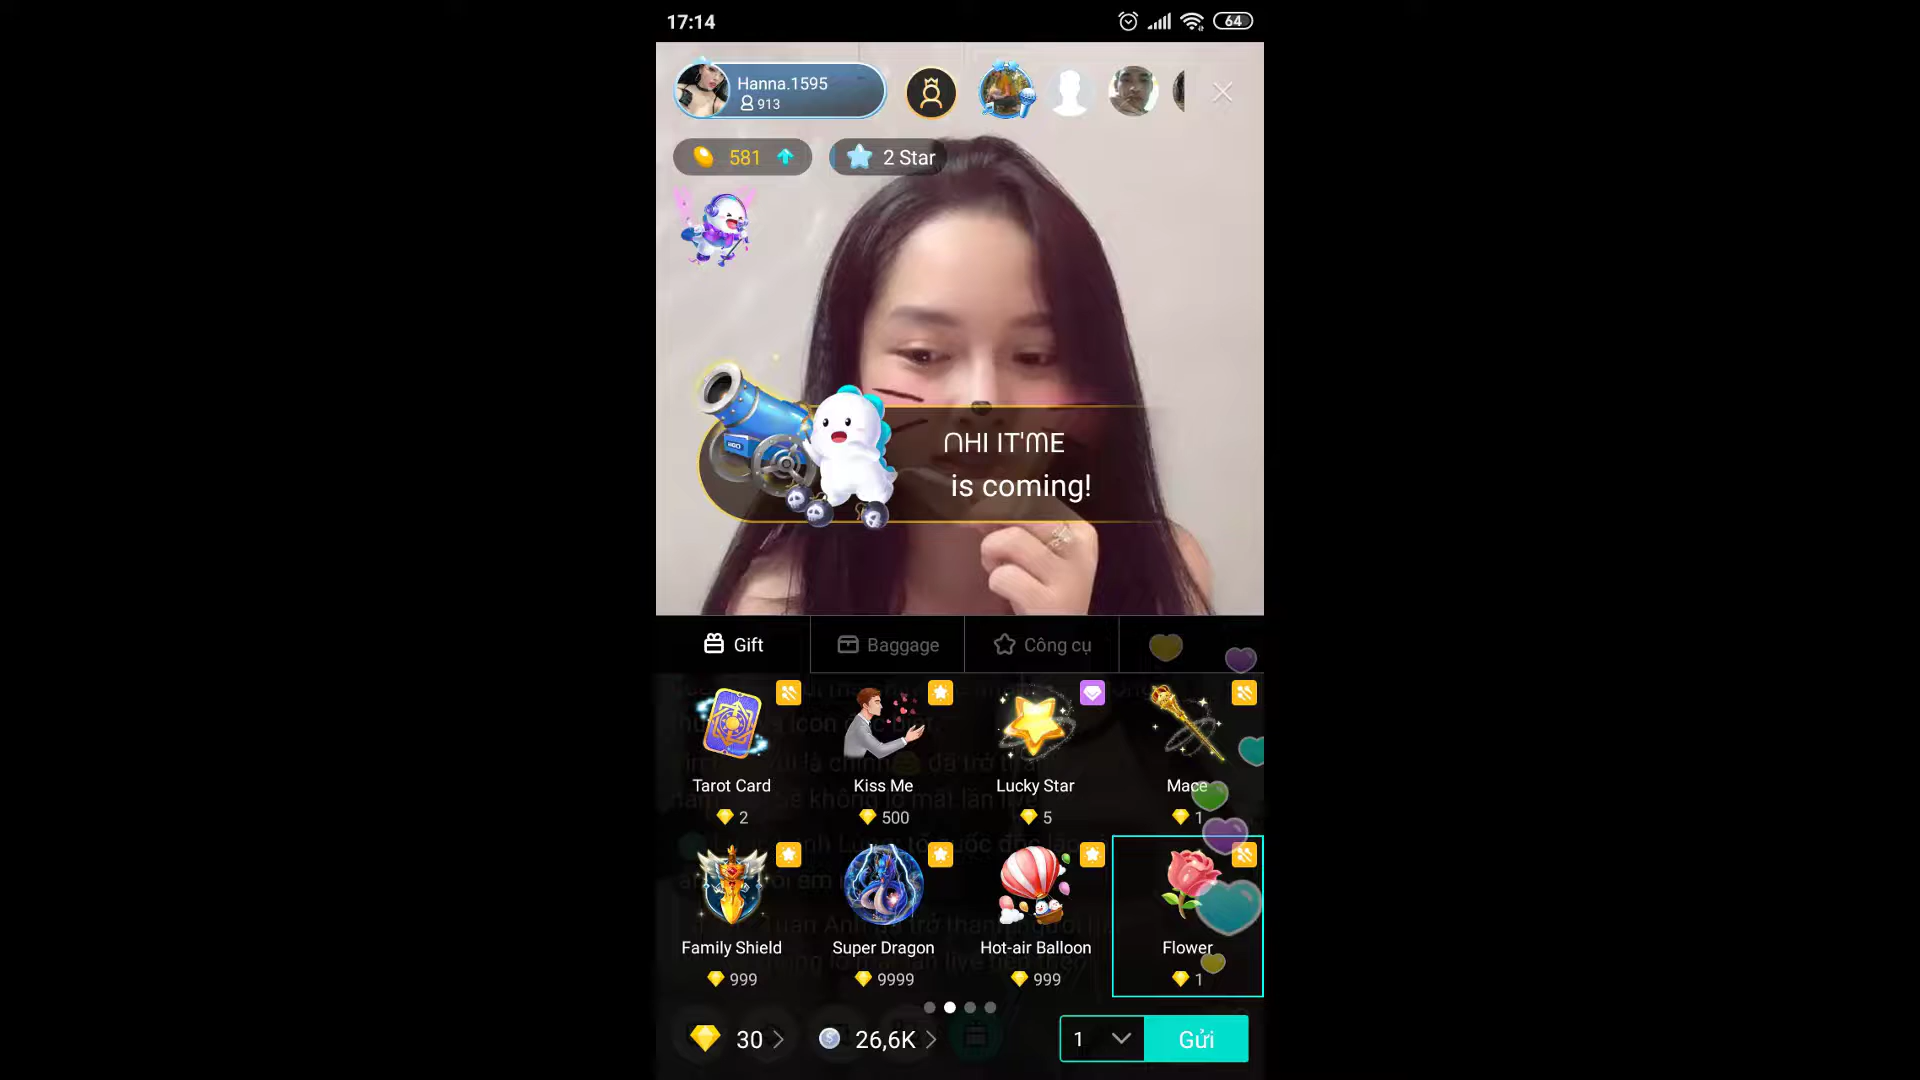 17:14
64
Hanna.1595
913
581
2 Star
ՈHI IT'ᗰE
is coming!
Gift
Baggage
Công cụ
Tarot Card
Kiss Me
Lucky Star
Mace
2
500
5
1
Family Shield
Super Dragon
Hot-air Balloon
Flower
999
9999
999
1
30
26,6K
1
Gửi